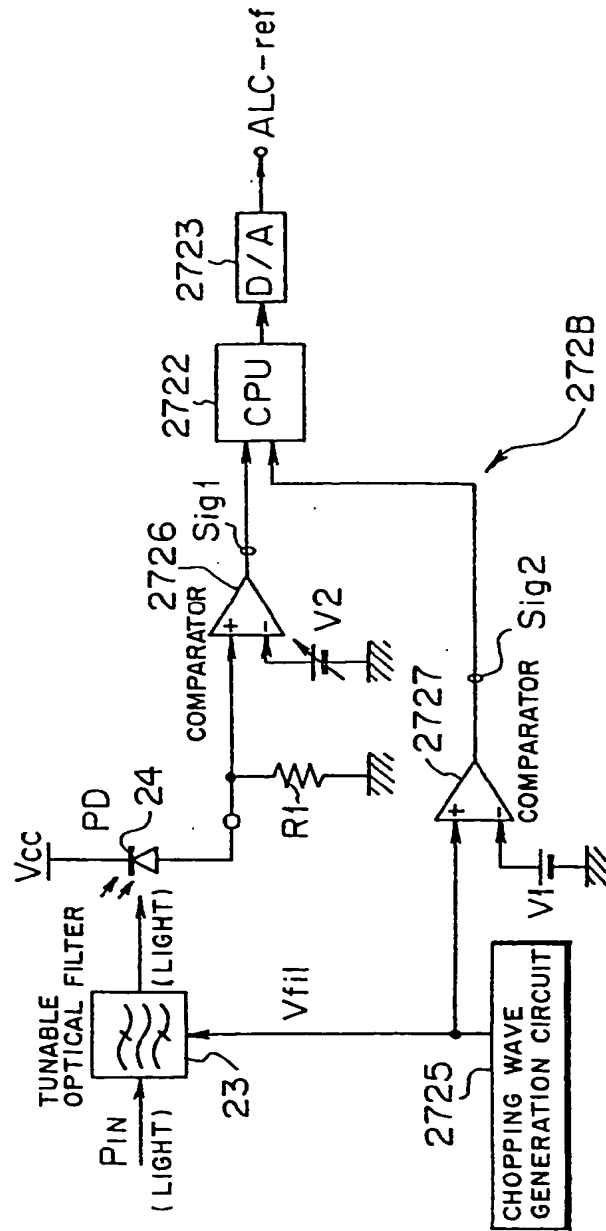 TUNABLE
OPTICAL FILTER
PIN
(LIGHT)
23
(LIGHT)
Vcc
PD
24
R1
COMPARATOR
2726
+
-
V2
Sig1
2722
CPU
2723
D/A
ALC-ref
Vfil
2725
CHOPPING WAVE
GENERATION CIRCUIT
V1
+
-
2727
COMPARATOR
Sig2
272B